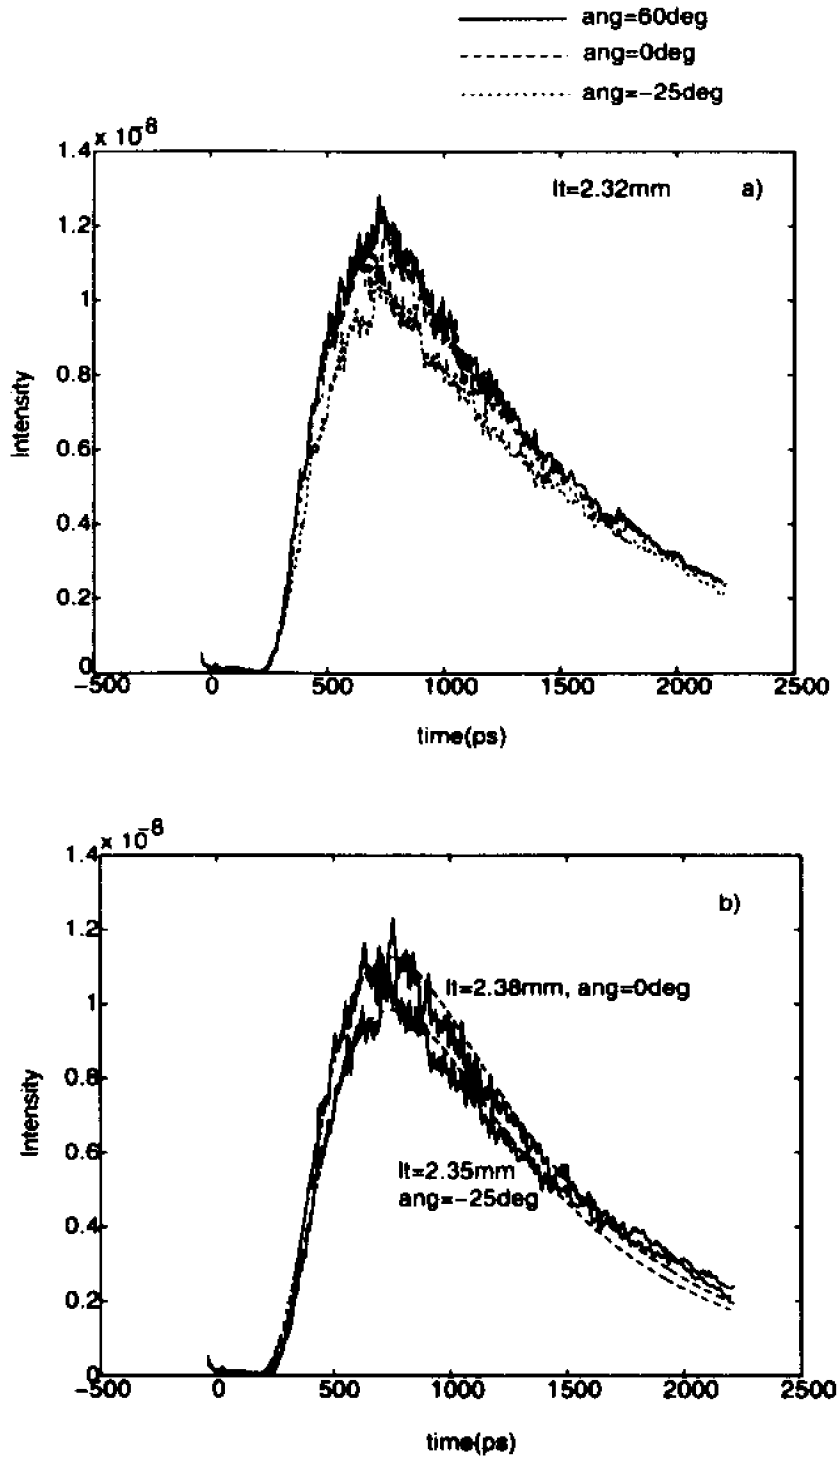 ang=60deg
ang=0deg
ang=-25deg
1.4 x 10^-8
lt=2.32mm a)
1.2
1
0.8
0.6
0.4
0.2
0
-500 0 500 1000 1500 2000 2500
Intensity
time(ps)
1.4 x 10^-8
b)
1.2
lt=2.38mm, ang=0deg
1
0.8
0.6
lt=2.35mm
ang=-25deg
0.4
0.2
0
-500 0 500 1000 1500 2000 2500
Intensity
time(ps)